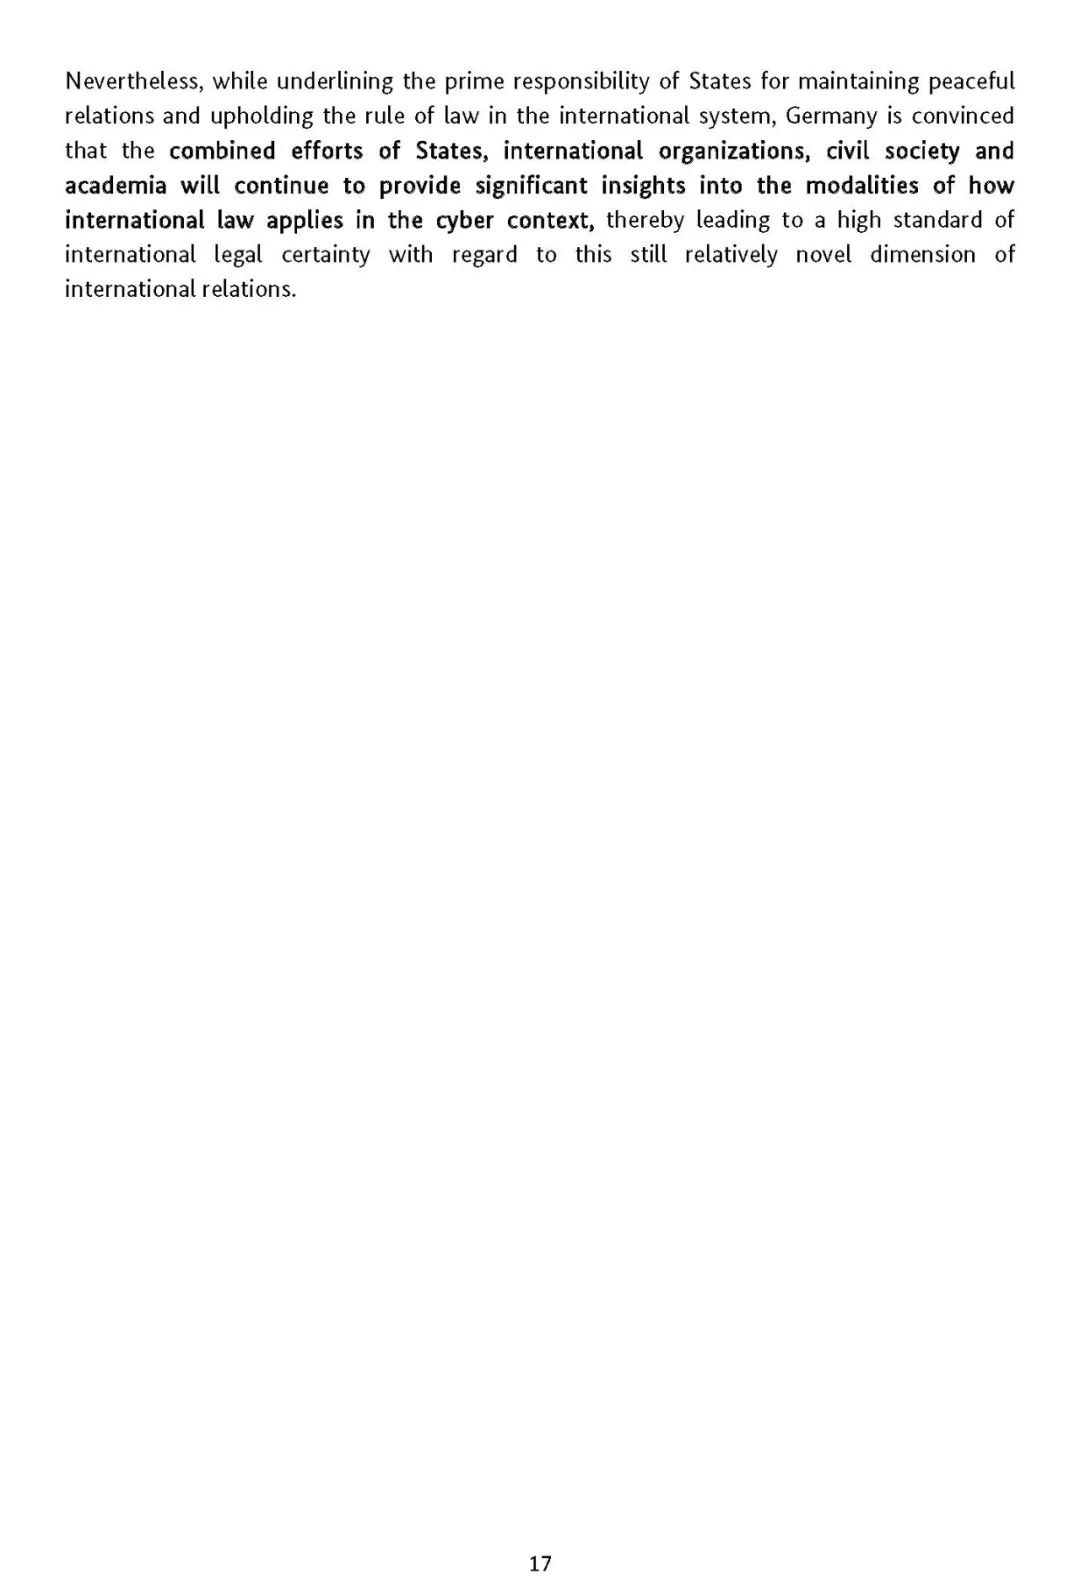 Nevertheless, while underlining the prime responsibility of States for maintaining peaceful
relations and upholding the rule of law in the international system, Germany is convinced
that the combined efforts of States, international organizations, civil society and
academia will continue to provide significant insights into the modalities of how
international law applies in the cyber context, thereby leading to a high standard of
international legal certainty with regard to this still relatively novel dimension of
international relations.
17